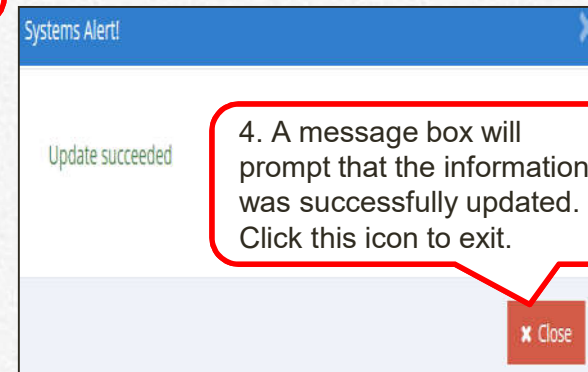 Systems Alert!
Update succeeded
4. A message box will
prompt that the information
was successfully updated.
Click this icon to exit.
✖ Close